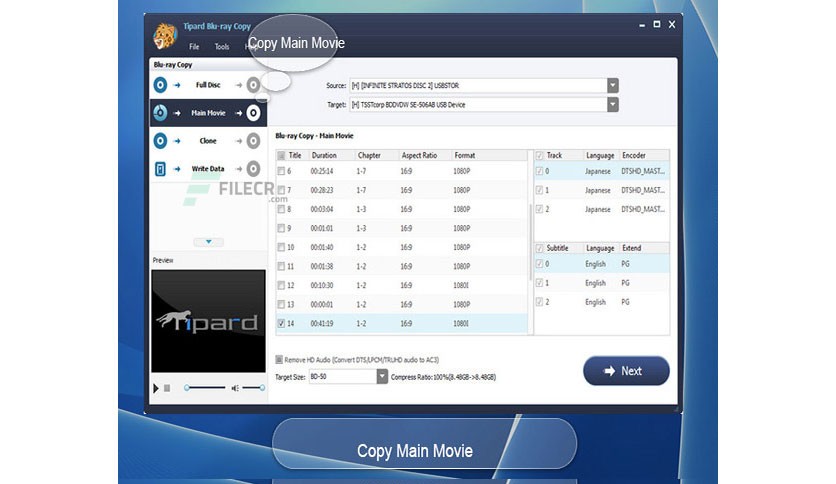 Tipard Blu-ray Copy
File Tools
Copy Main Movie
Blu-ray Copy
Full Disc
Main Movie
Clone
Write Data
FILECR
.com
Preview
Tipard
Source: [H] [INFINITE STRATOS DISC 2] USBSTOR
Target: [H] TSSTcorp BDDVDW SE-506AB USB Device
Blu-ray Copy - Main Movie
Title Duration Chapter Aspect Ratio Format
6 00:25:14 1-7 16:9 1080P
7 00:28:23 1-7 16:9 1080P
8 00:03:04 1-3 16:9 1080P
9 00:01:01 1-3 16:9 1080P
10 00:01:40 1-2 16:9 1080P
11 00:01:38 1-2 16:9 1080P
12 00:10:30 1-2 16:9 1080I
13 00:00:01 1-2 16:9 1080P
14 00:41:19 1-2 16:9 1080I
Track Language Encoder
0 Japanese DTSHD_MAST...
1 Japanese DTSHD_MAST...
2 Japanese DTSHD_MAST...
Subtitle Language Extend
0 English PG
1 English PG
2 English PG
Remove HD Audio (Convert DTS/LPCM/TRUHD audio to AC3)
Target Size: BD-50 Compress Ratio:100%(8.48GB->8.48GB)
Next
Copy Main Movie